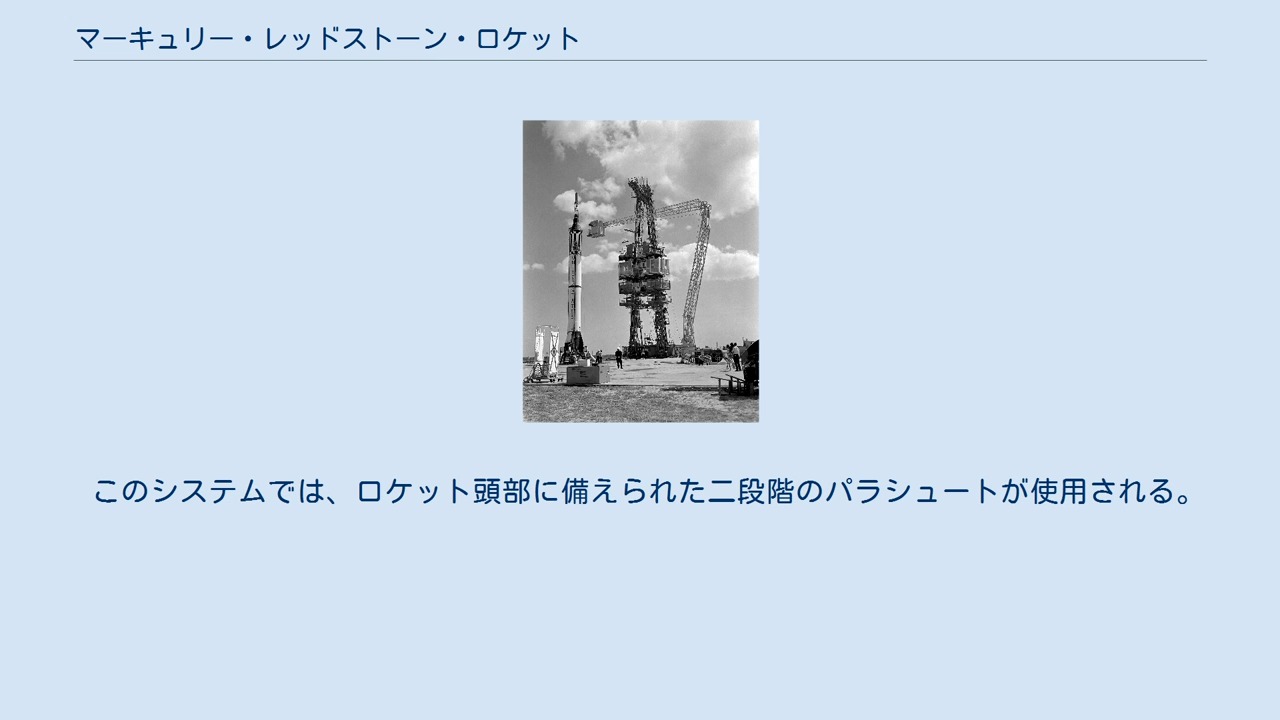 マーキュリー・レッドストーン・ロケット
このシステムでは、ロケット頭部に備えられた二段階のパラシュートが使用される。